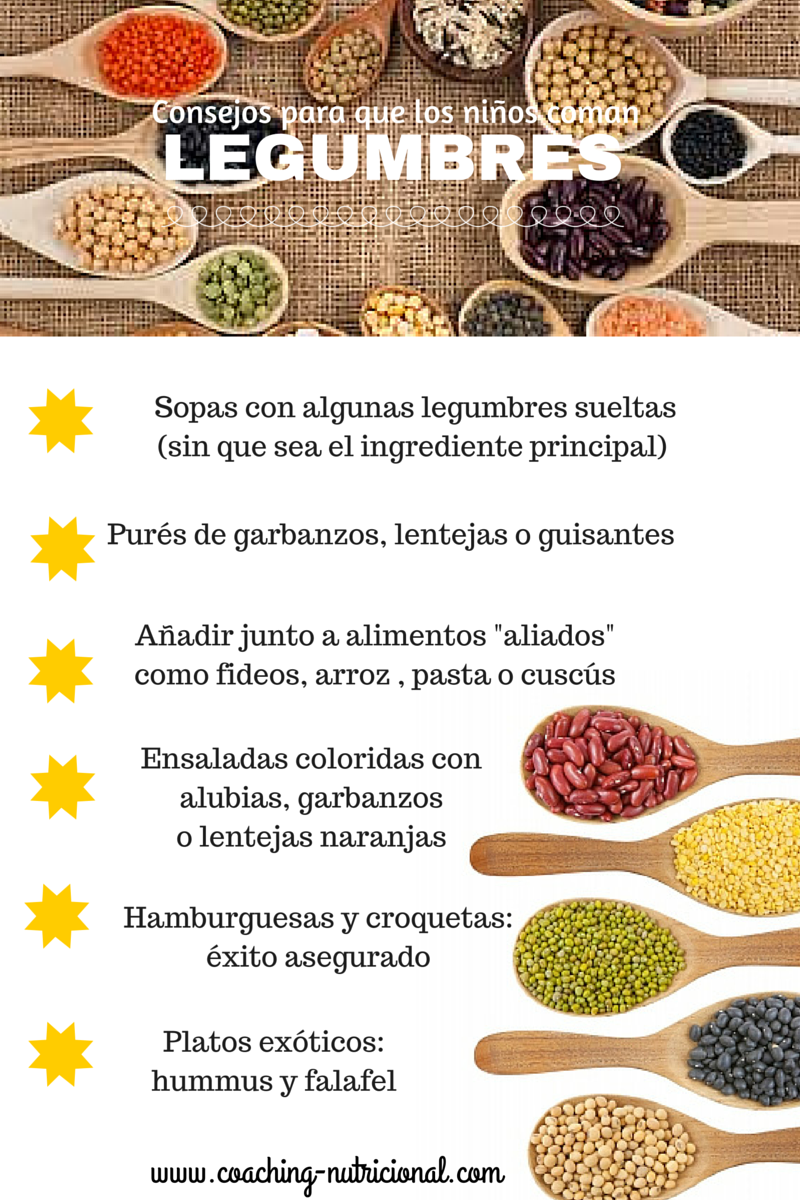 Consejos para que los niños coman
LEGUMBRES
Sopas con algunas legumbres sueltas
(sin que sea el ingrediente principal)
Purés de garbanzos, lentejas o guisantes
Añadir junto a alimentos "aliados"
como fideos, arroz , pasta o cuscús
Ensaladas coloridas con
alubias, garbanzos
o lentejas naranjas
Hamburguesas y croquetas:
éxito asegurado
Platos exóticos:
hummus y falafel
www.coaching-nutricional.com